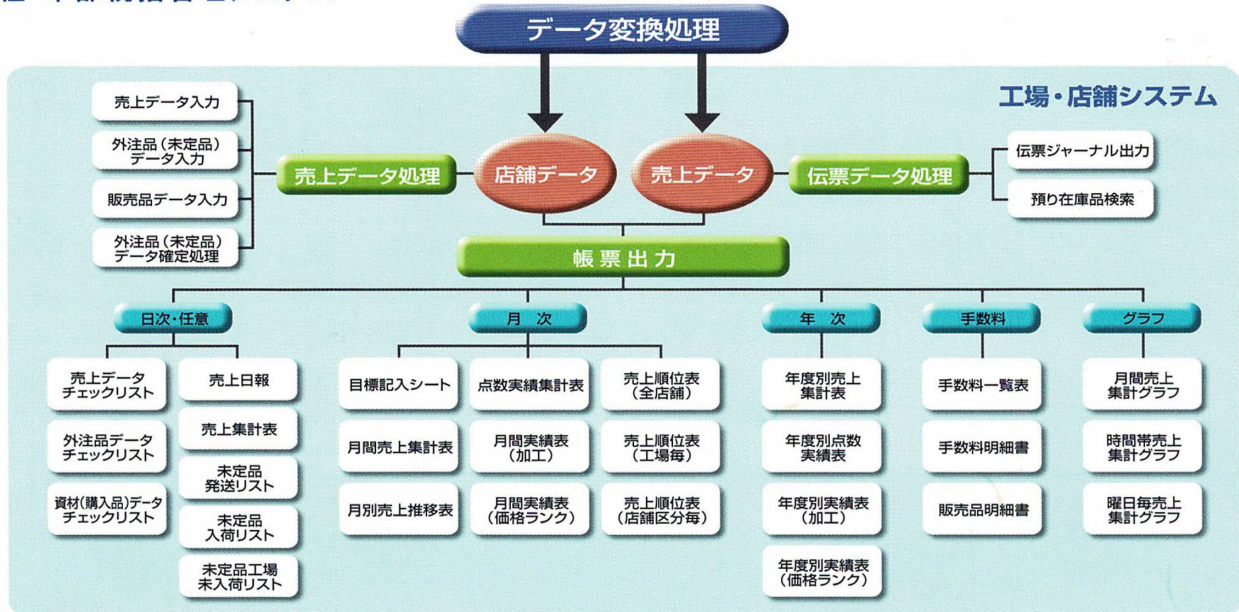 データ変換処理
工場・店舗システム
売上データ入力
外注品(未定品)
データ入力
販売品データ入力
外注品(未定品)
データ確定処理
売上データ処理
店舗データ
売上データ
伝票データ処理
伝票ジャーナル出力
預り在庫品検索
帳票出力
日次・任意
月次
年次
手数料
グラフ
売上データ
チェックリスト
外注品データ
チェックリスト
資材(購入品)データ
チェックリスト
売上日報
売上集計表
未定品
発送リスト
未定品
入荷リスト
未定品工場
未入荷リスト
目標記入シート
月間売上集計表
月別売上推移表
点数実績集計表
月間実績表
(加工)
月間実績表
(価格ランク)
売上順位表
(全店舗)
売上順位表
(工場毎)
売上順位表
(店舗区分毎)
年度別売上
集計表
年度別点数
実績表
年度別実績表
(加工)
年度別実績表
(価格ランク)
手数料一覧表
手数料明細書
販売品明細書
月間売上
集計グラフ
時間帯売上
集計グラフ
曜日毎売上
集計グラフ